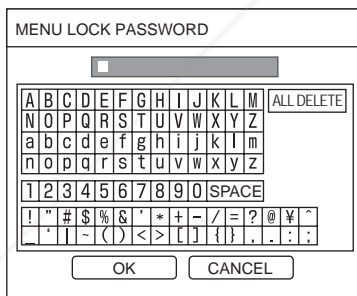 MENU LOCK PASSWORD
A B C D E F G H I J K L M ALL DELETE
N O P Q R S T U V W X Y Z
a b c d e f g h i j k l m
n o p q r s t u v w x y z
1 2 3 4 5 6 7 8 9 0 SPACE
! " # $ % & ' * + - / = ? @ ¥ ^
_ ‘ | ~ ( ) < > [ ] { } , . : ;
OK CANCEL